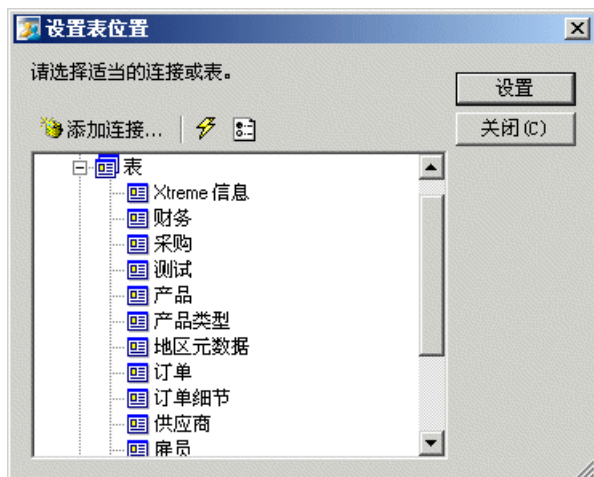 设置表位置
请选择适当的连接或表。
设置
添加连接...
关闭(C)
表
Xtreme 信息
财务
采购
测试
产品
产品类型
地区元数据
订单
订单细节
供应商
雇员